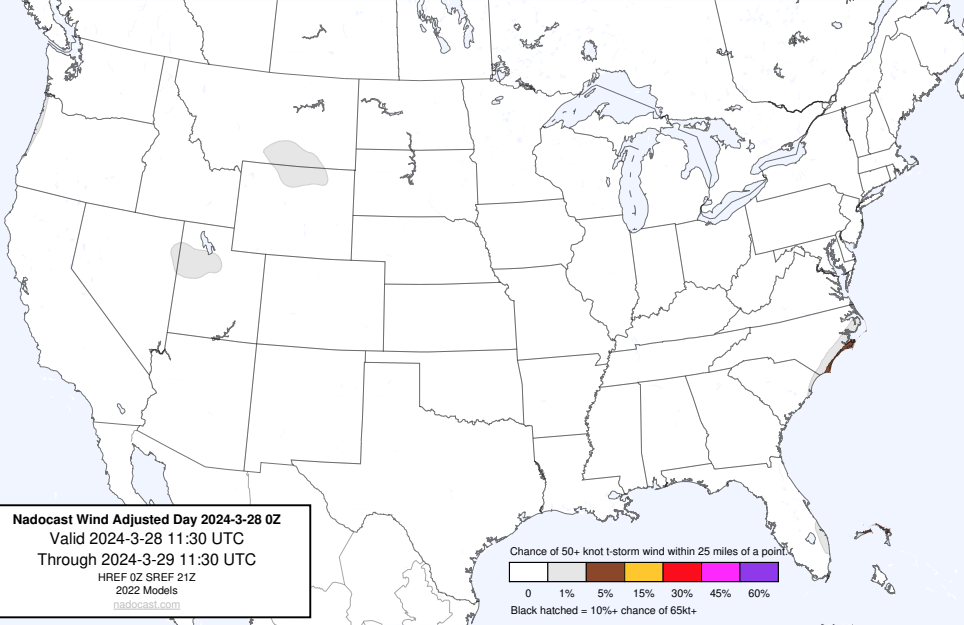 Nadocast Wind Adjusted Day 2024-3-28 0Z
Valid 2024-3-28 11:30 UTC
Through 2024-3-29 11:30 UTC
HREF 0Z SREF 21Z
2022 Models
nadocast.com
Chance of 50+ knot t-storm wind within 25 miles of a point.
0 1% 5% 15% 30% 45% 60%
Black hatched = 10%+ chance of 65kt+